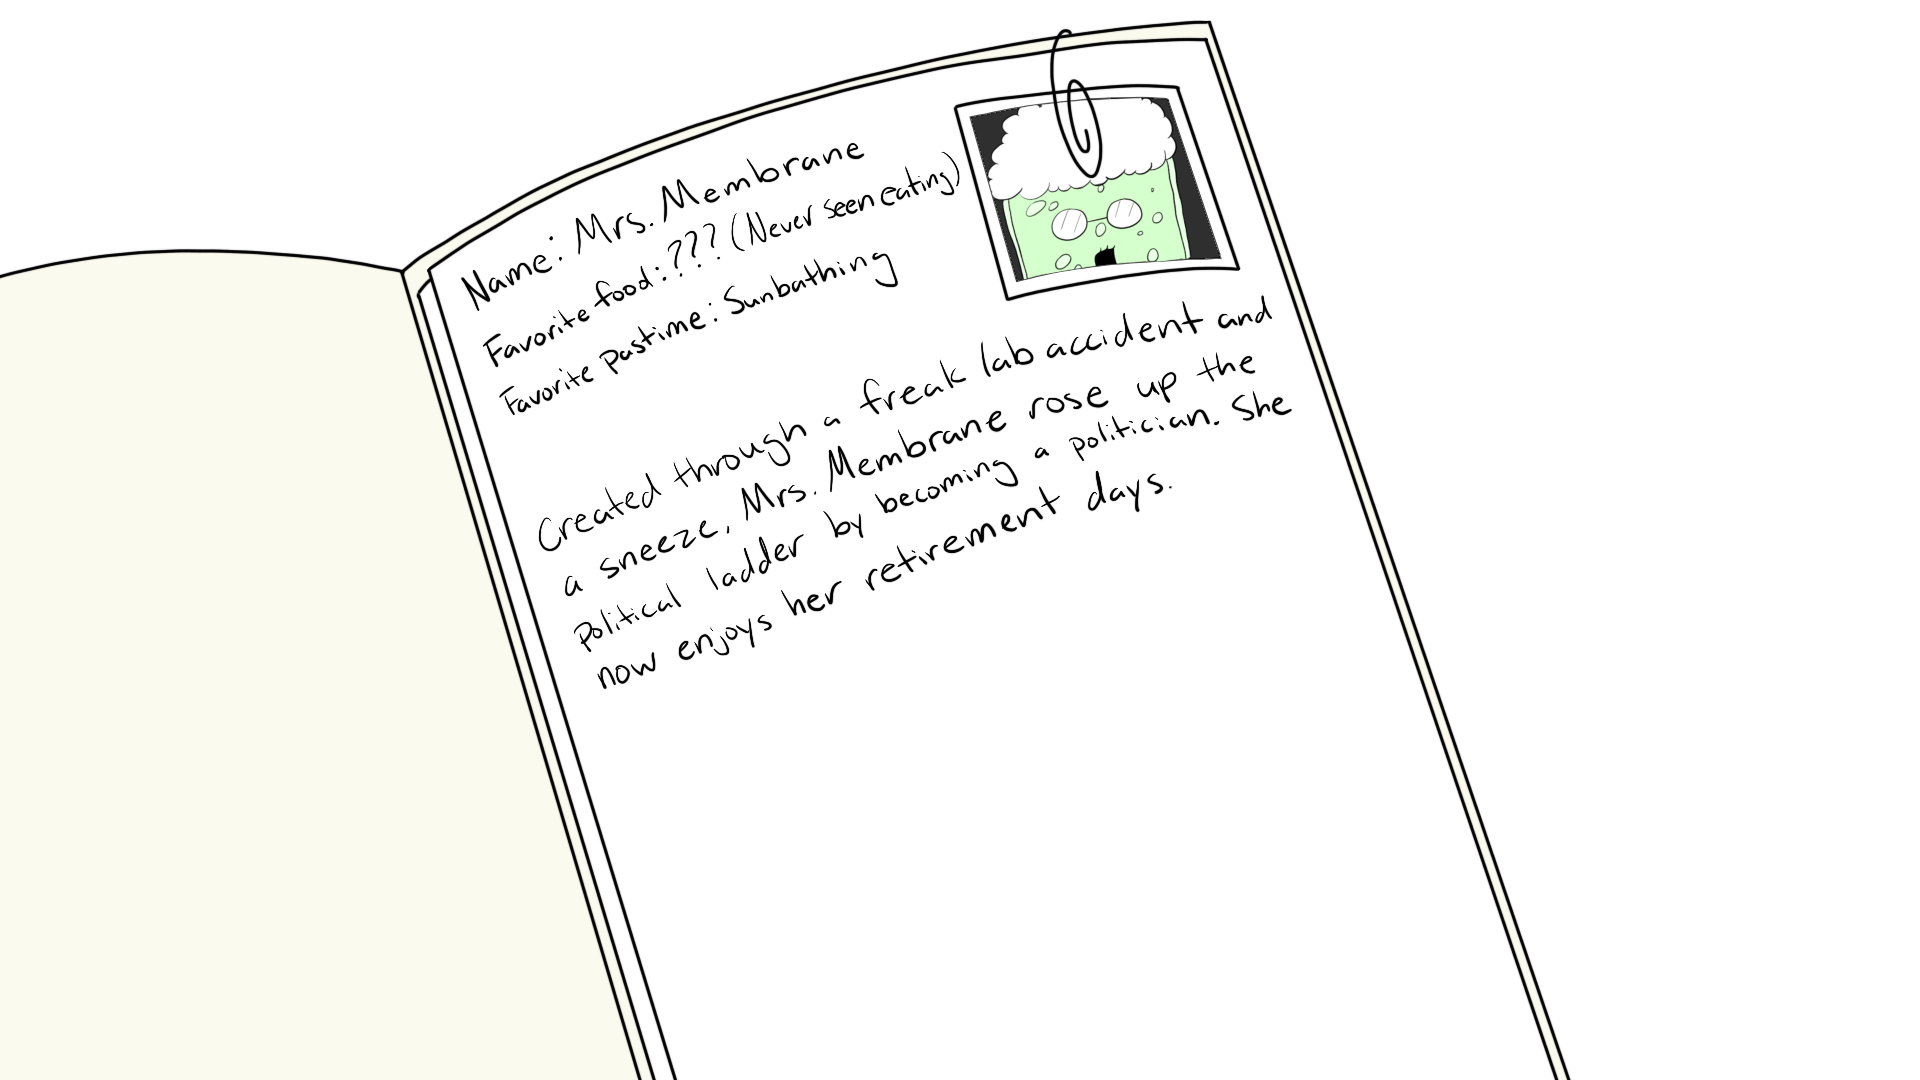 Name: Mrs. Membrane
Favorite food: ??? (Never seen eating)
Favorite pastime: Sunbathing
Created through a freak lab accident and
a sneeze, Mrs. Membrane rose up the
political ladder by becoming a politician. She
now enjoys her retirement days.